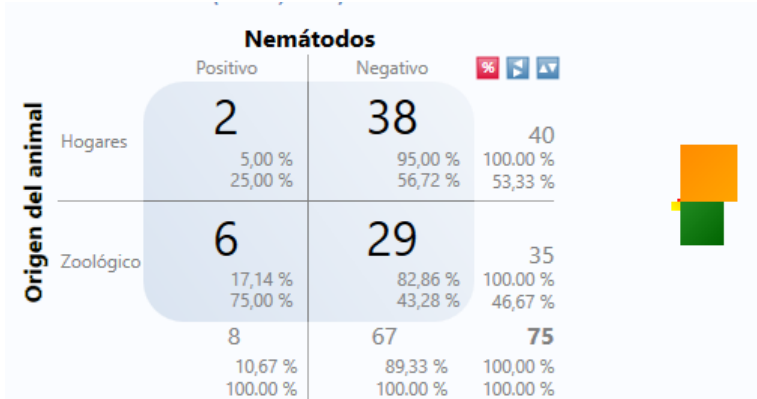 Nemátodos
Positivo Negativo %
Origen del animal
Hogares 2 38 40
5,00 % 95,00 % 100.00 %
25,00 % 56,72 % 53,33 %
Zoológico 6 29 35
17,14 % 82,86 % 100.00 %
75,00 % 43,28 % 46,67 %
8 67 75
10,67 % 89,33 % 100,00 %
100.00 % 100.00 % 100.00 %